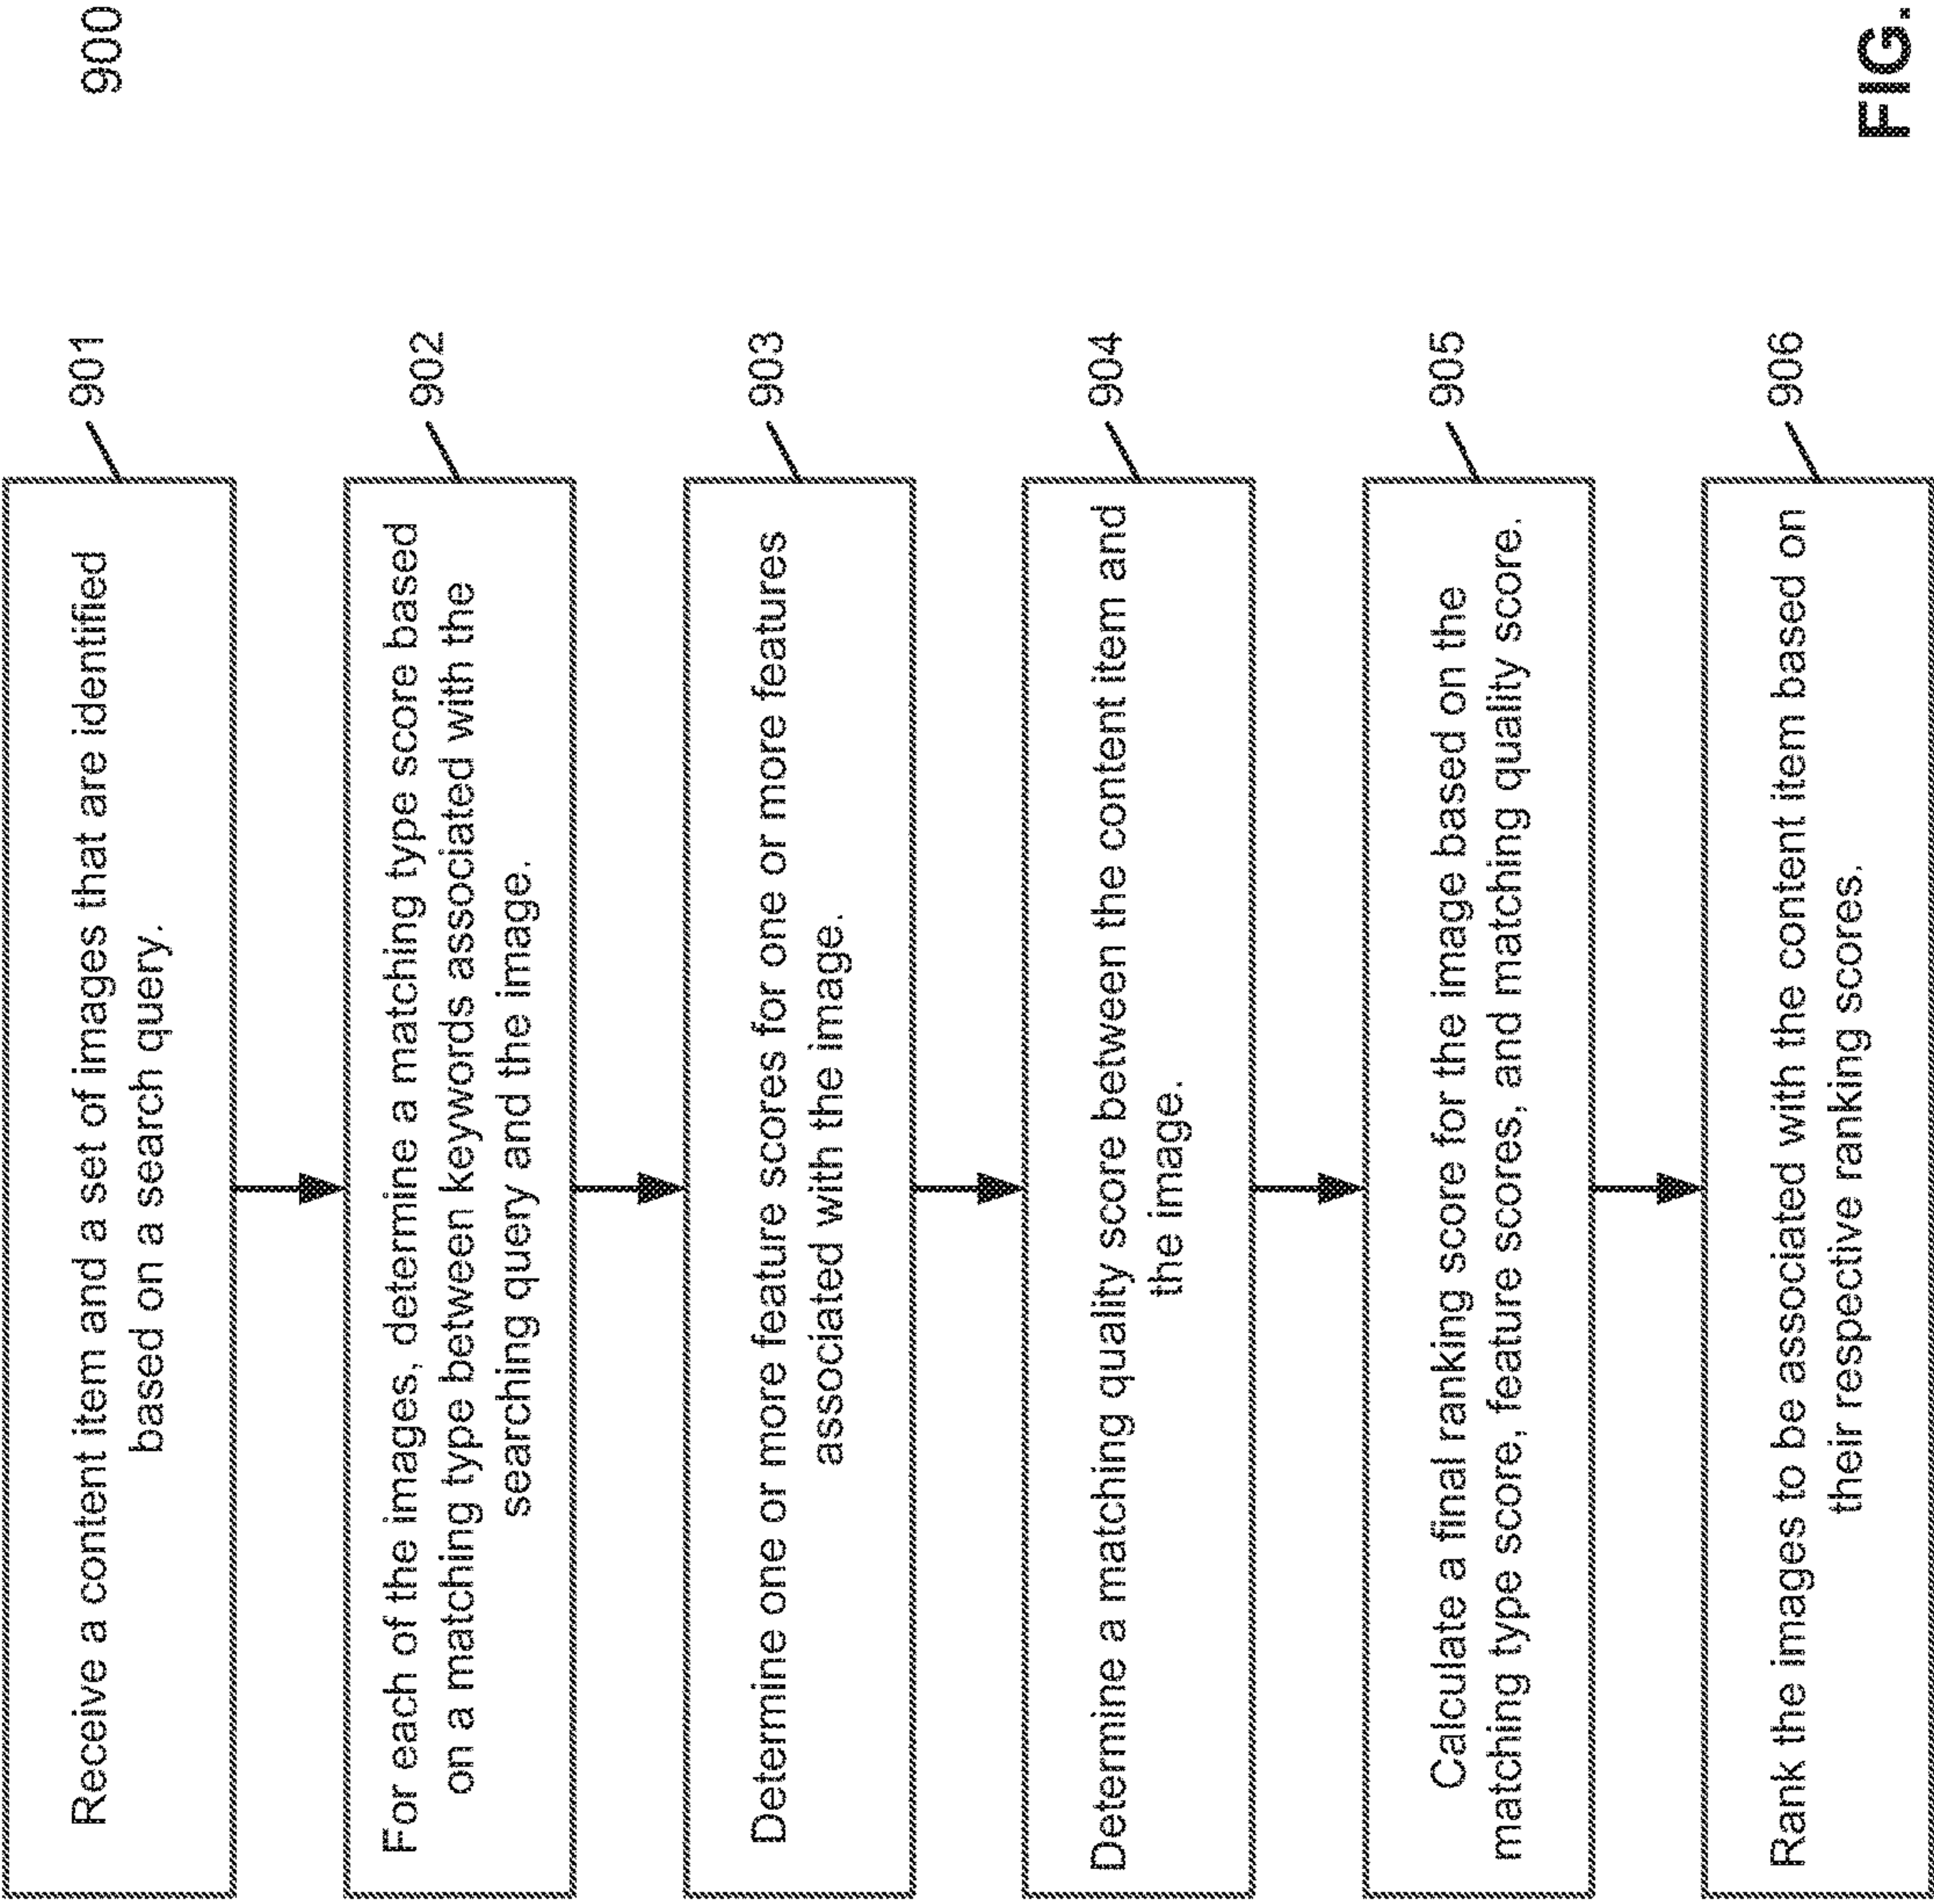 900
Receive a content item and a set of images that are identified
based on a search query.
901
For each of the images, determine a matching type score based
on a matching type between keywords associated with the
searching query and the image.
902
Determine one or more feature scores for one or more features
associated with the image.
903
Determine a matching quality score between the content item and
the image.
904
Calculate a final ranking score for the image based on the
matching type score, feature scores, and matching quality score.
905
Rank the images to be associated with the content item based on
their respective ranking scores.
906
FIG.